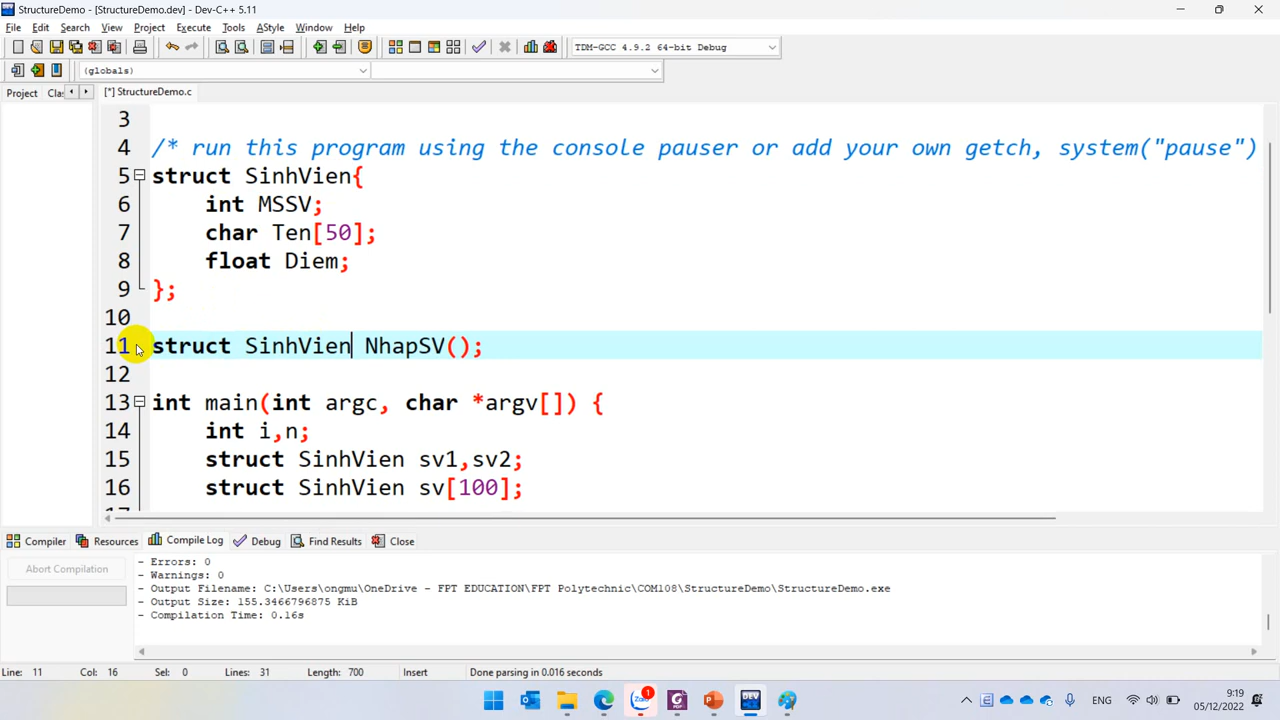 StructureDemo - [StructureDemo.dev] - Dev-C++ 5.11
File Edit Search View Project Execute Tools AStyle Window Help
TDM-GCC 4.9.2 64-bit Debug
(globals)
Project Cla: [*] StructureDemo.c
3
4 /* run this program using the console pauser or add your own getch, system("pause")
5 struct SinhVien{
6 int MSSV;
7 char Ten[50];
8 float Diem;
9 };
10
11 struct SinhVien NhapSV();
12
13 int main(int argc, char *argv[]) {
14 int i,n;
15 struct SinhVien sv1,sv2;
16 struct SinhVien sv[100];
Compiler Resources Compile Log Debug Find Results Close
Abort Compilation
- Errors: 0
- Warnings: 0
- Output Filename: C:\Users\ongmu\OneDrive - FPT EDUCATION\FPT Polytechnic\COM108\StructureDemo\StructureDemo.exe
- Output Size: 155.3466796875 KiB
- Compilation Time: 0.16s
Line: 11 Col: 16 Sel: 0 Lines: 31 Length: 700 Insert Done parsing in 0.016 seconds
Zalo 1 DEV ENG 9:19
05/12/2022